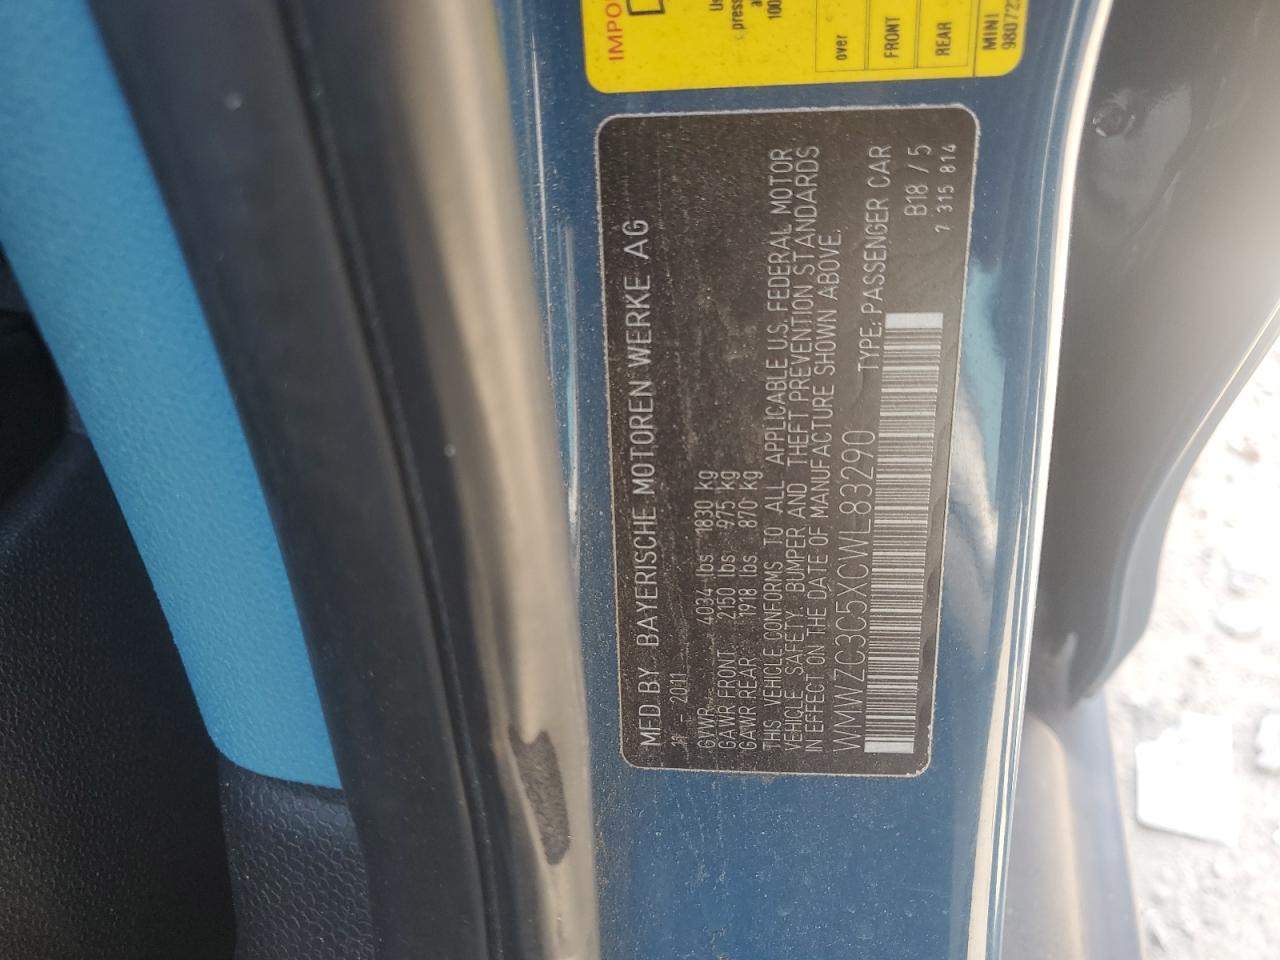 MFD BY. BAYERISCHE MOTOREN WERKE AG
11 - 2011
GVWR 4034 lbs 1830 kg
GAWR FRONT 2150 lbs 975 kg
GAWR REAR 1918 lbs. 870 kg
THIS VEHICLE CONFORMS TO ALL APPLICABLE U.S. FEDERAL MOTOR
VEHICLE SAFETY. BUMPER AND THEFT PREVENTION STANDARDS
IN EFFECT ON THE DATE OF MANUFACTURE SHOWN ABOVE.
WMWZC3C5XCWL83290 TYPE: PASSENGER CAR
B18 / 5
7 315 814
over
FRONT
REAR
MINI